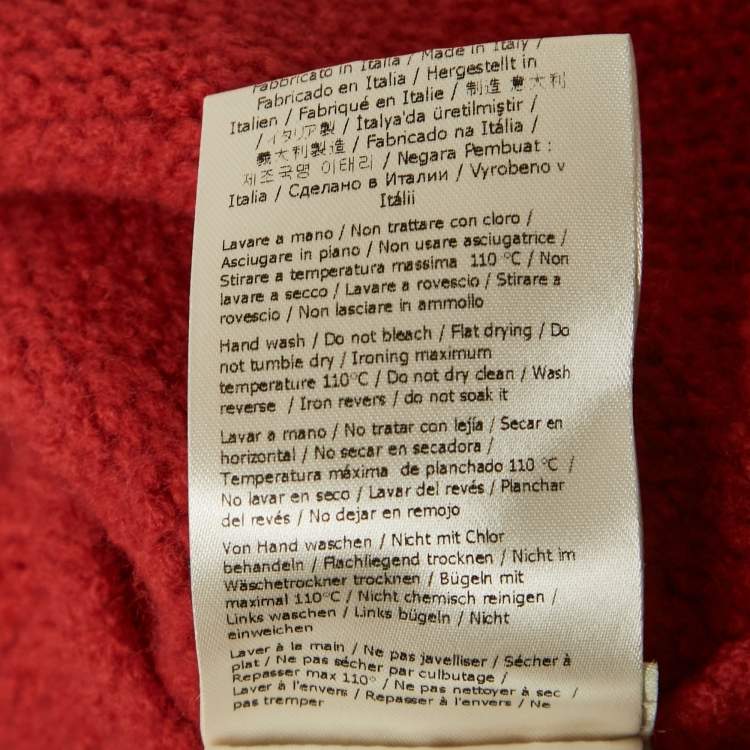 Fabbricato in Italia / Made in Italy /
Fabricado en Italia / Hergestellt in
Italien / Fabriqué en Italie / 制造 意大利
/ イタリア製 / İtalya'da üretilmiştir /
義大利製造 / Fabricado na Itália /
제조국명 이태리 / Negara Pembuat :
Italia / Сделано в Италии / Vyrobeno v
Itálii
Lavare a mano / Non trattare con cloro /
Asciugare in piano / Non usare asciugatrice /
Stirare a temperatura massima 110 °C / Non
lavare a secco / Lavare a rovescio / Stirare a
rovescio / Non lasciare in ammollo
Hand wash / Do not bleach / Flat drying / Do
not tumble dry / Ironing maximum
temperature 110°C / Do not dry clean / Wash
reverse / Iron revers / do not soak it
Lavar a mano / No tratar con lejía / Secar en
horizontal / No secar en secadora /
Temperatura máxima de planchado 110 °C /
No lavar en seco / Lavar del revés / Planchar
del revés / No dejar en remojo
Von Hand waschen / Nicht mit Chlor
behandeln / Flachliegend trocknen / Nicht im
Wäschetrockner trocknen / Bügeln mit
maximal 110°C / Nicht chemisch reinigen /
Links waschen / Links bügeln / Nicht
einweichen
Laver à la main / Ne pas javelliser / Sécher à
plat / Ne pas sécher par culbutage /
Repasser max 110° / Ne pas nettoyer à sec /
Laver à l'envers / Repasser à l'envers / Ne
pas tremper